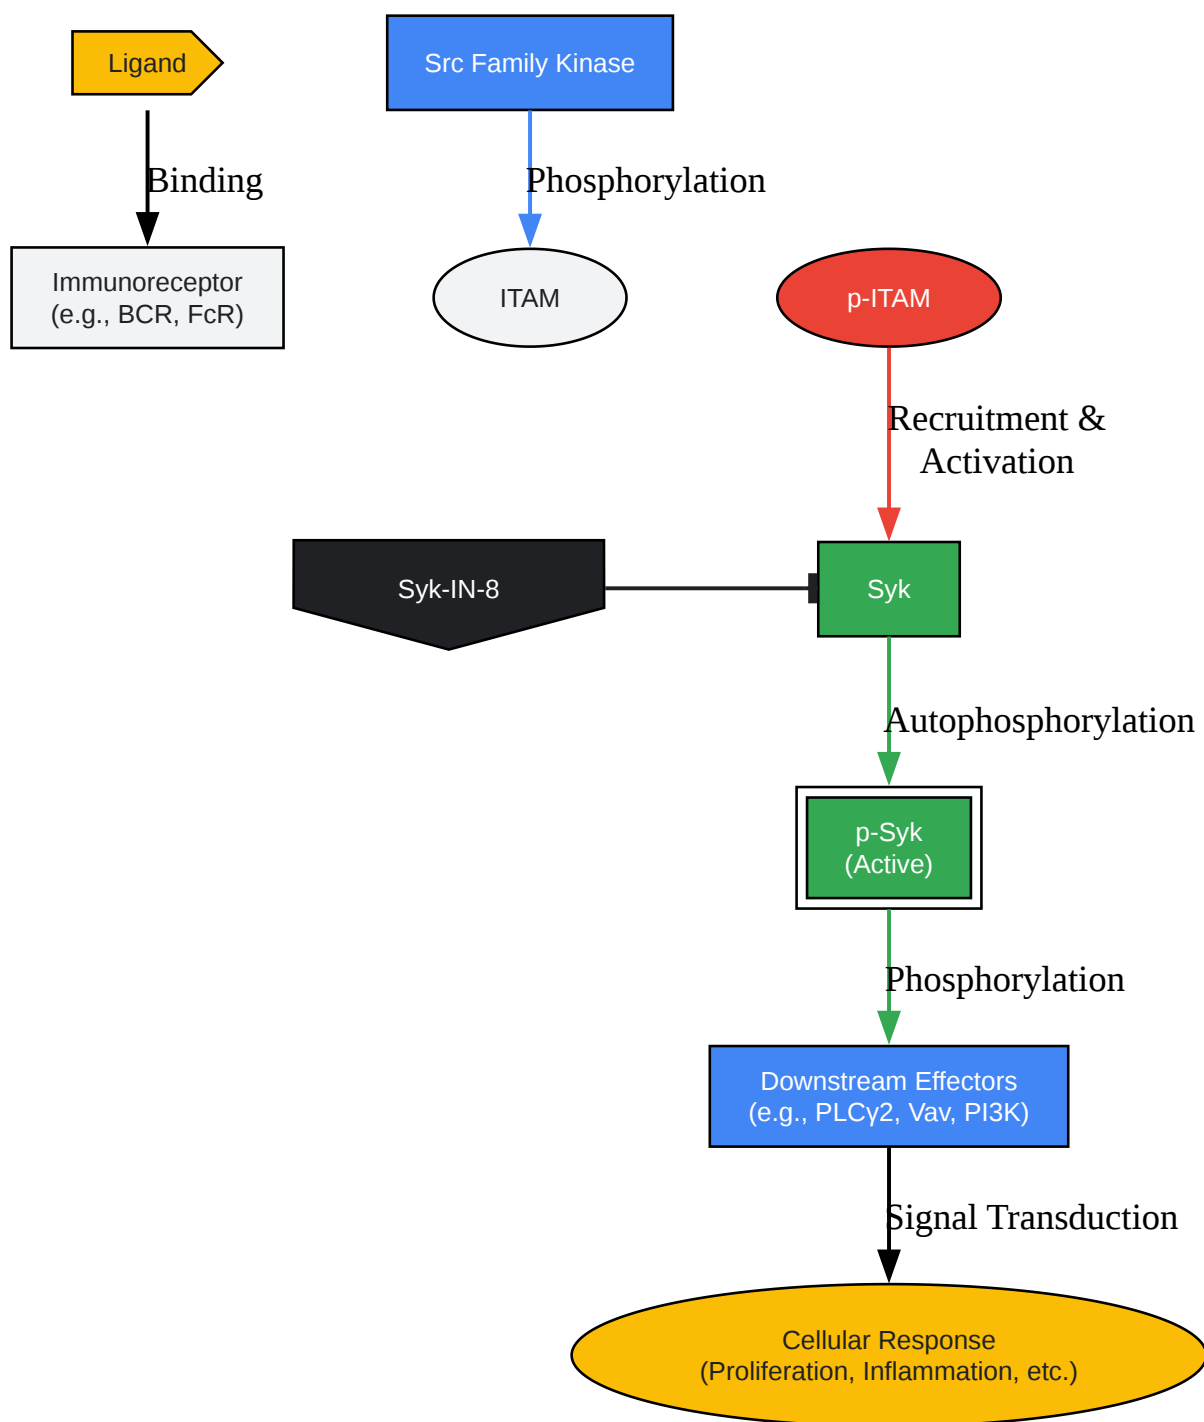 Ligand
Src Family Kinase
Binding
Phosphorylation
Immunoreceptor
(e.g., BCR, FcR)
ITAM
p-ITAM
Recruitment &
Activation
Syk-IN-8
Syk
Autophosphorylation
p-Syk
(Active)
Phosphorylation
Downstream Effectors
(e.g., PLCγ2, Vav, PI3K)
Signal Transduction
Cellular Response
(Proliferation, Inflammation, etc.)